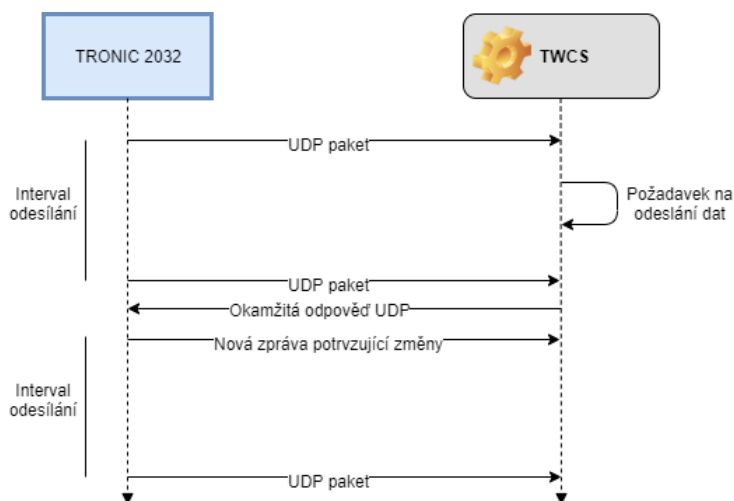 TRONIC 2032
TWCS
UDP paket
Interval
odesílání
Požadavek na
odeslání dat
UDP paket
Okamžitá odpověď UDP
Nová zpráva potrvzující změny
Interval
odesílání
UDP paket